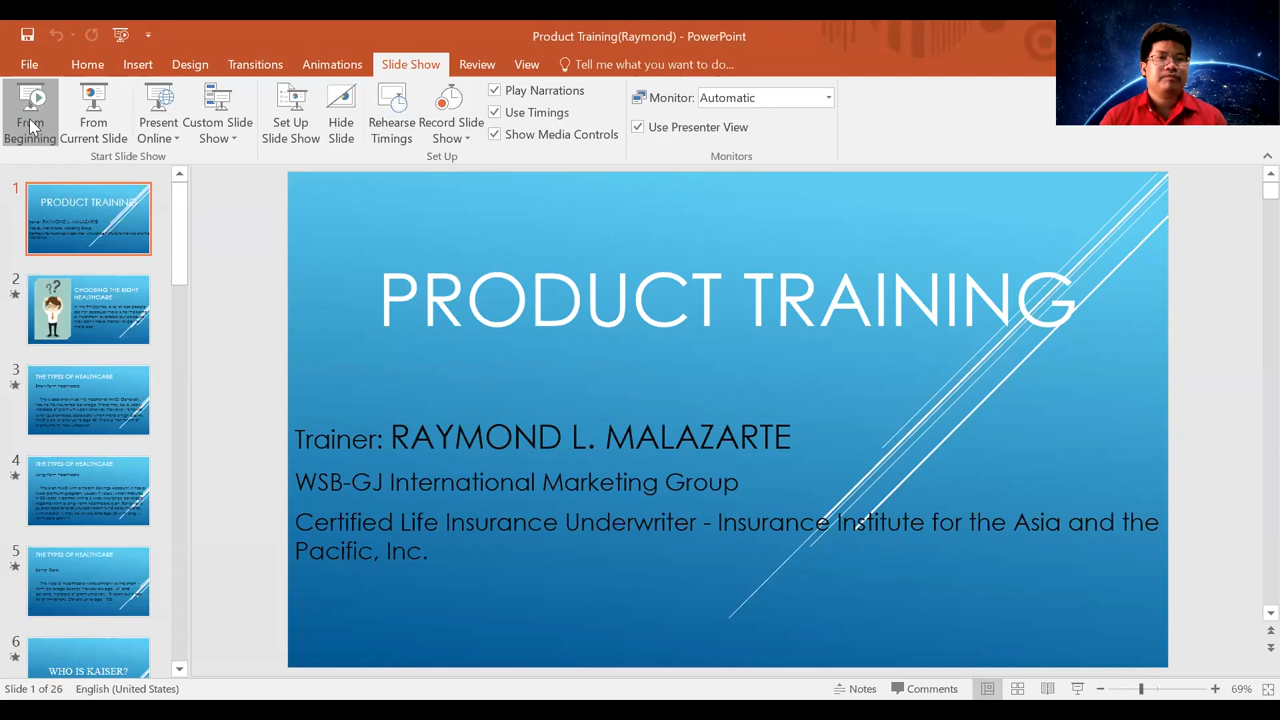 Product Training(Raymond) - PowerPoint
File Home Insert Design Transitions Animations Slide Show Review View Tell me what you want to do...
From Beginning
From Current Slide
Present Online
Custom Slide Show
Start Slide Show
Set Up Slide Show
Hide Slide
Rehearse Timings
Record Slide Show
Play Narrations
Use Timings
Show Media Controls
Set Up
Monitor: Automatic
Use Presenter View
Monitors
1
PRODUCT TRAINING
2
CHOOSING THE RIGHT
HEALTHCARE
3
THE TYPES OF HEALTHCARE
4
THE TYPES OF HEALTHCARE
5
THE TYPES OF HEALTHCARE
6
WHO IS KAISER?
PRODUCT TRAINING
Trainer: RAYMOND L. MALAZARTE
WSB-GJ International Marketing Group
Certified Life Insurance Underwriter - Insurance Institute for the Asia and the
Pacific, Inc.
Slide 1 of 26 English (United States) Notes Comments 69%